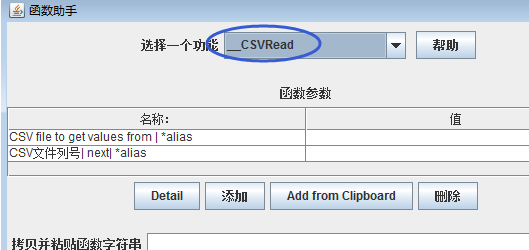 函数助手
选择一个功能 __CSVRead 帮助
函数参数
名称: 值
CSV file to get values from | *alias
CSV文件列号| next| *alias
Detail 添加 Add from Clipboard 删除
拷贝并粘贴函数字符串